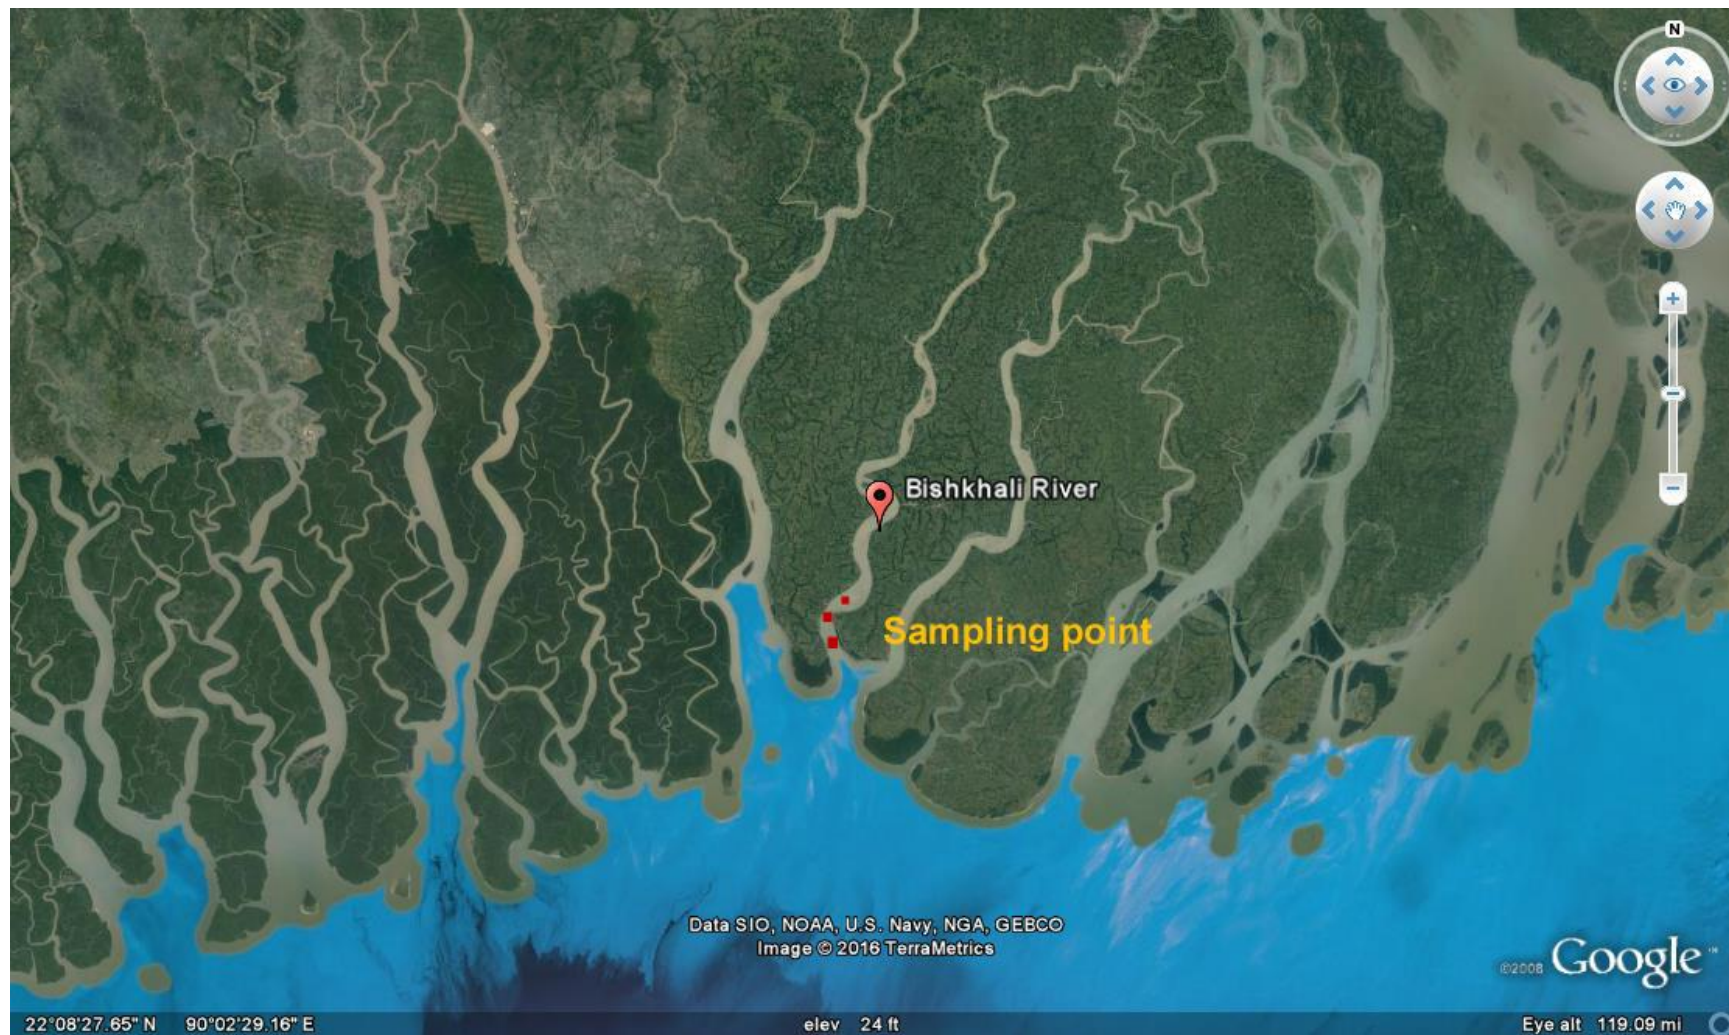 N
Bishkhali River
Sampling point
Data SIO, NOAA, U.S. Navy, NGA, GEBCO
Image © 2016 TerraMetrics
©2008 Google™
22°08'27.65" N 90°02'29.16" E elev 24 ft Eye alt 119.09 mi